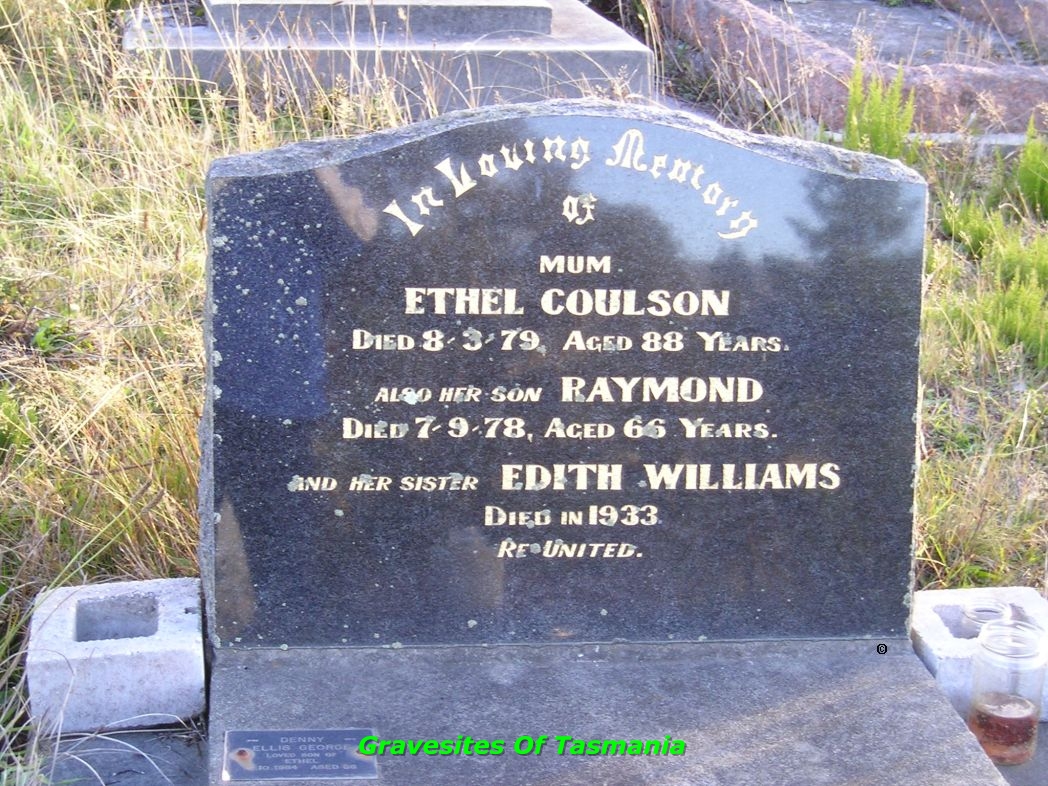 In Loving Memory
of
MUM
ETHEL COULSON
DIED 8-3-79, AGED 88 YEARS.
ALSO HER SON RAYMOND
DIED 7-9-78, AGED 66 YEARS.
AND HER SISTER EDITH WILLIAMS
DIED IN 1933
RE-UNITED.
©
DENNY
ELLIS GEORGE
LOVED SON OF
ETHEL
1984 AGED
Gravesites Of Tasmania